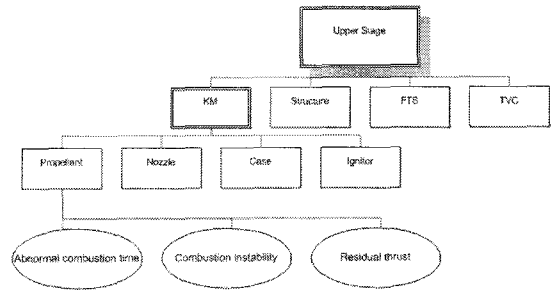 Upper Stage
KM Structure FTS TVC
Propellant Nozzle Case Ignitor
Abnormal combustion time Combustion instability Residual thrust